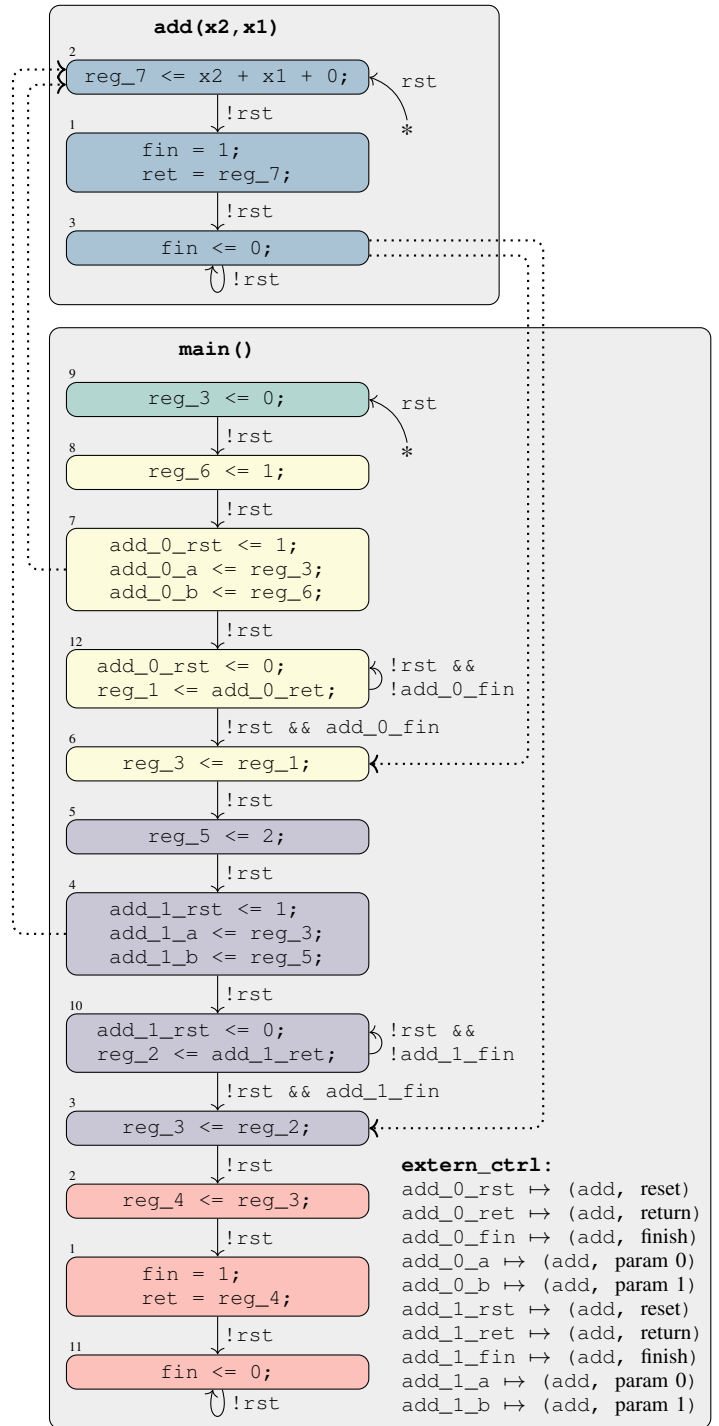 add(x2,x1)
2
reg_7 <= x2 + x1 + 0;
rst
*
!rst
1
fin = 1;
ret = reg_7;
!rst
3
fin <= 0;
!rst
main()
9
reg_3 <= 0;
rst
*
!rst
8
reg_6 <= 1;
!rst
7
add_0_rst <= 1;
add_0_a <= reg_3;
add_0_b <= reg_6;
!rst
12
add_0_rst <= 0;
reg_1 <= add_0_ret;
!rst &&
!add_0_fin
!rst && add_0_fin
6
reg_3 <= reg_1;
!rst
5
reg_5 <= 2;
!rst
4
add_1_rst <= 1;
add_1_a <= reg_3;
add_1_b <= reg_5;
!rst
10
add_1_rst <= 0;
reg_2 <= add_1_ret;
!rst &&
!add_1_fin
!rst && add_1_fin
3
reg_3 <= reg_2;
!rst
2
reg_4 <= reg_3;
!rst
1
fin = 1;
ret = reg_4;
!rst
11
fin <= 0;
!rst
extern_ctrl:
add_0_rst ↦ (add, reset)
add_0_ret ↦ (add, return)
add_0_fin ↦ (add, finish)
add_0_a ↦ (add, param 0)
add_0_b ↦ (add, param 1)
add_1_rst ↦ (add, reset)
add_1_ret ↦ (add, return)
add_1_fin ↦ (add, finish)
add_1_a ↦ (add, param 0)
add_1_b ↦ (add, param 1)